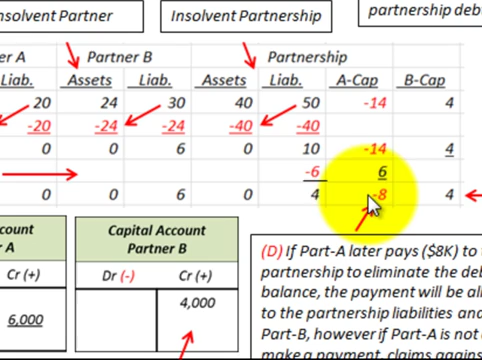 nsolvent Partner
Insolvent Partnership
partnership deb
er A Partner B Partnership
Liab. Assets Liab. Assets Liab. A-Cap B-Cap
20 24 30 40 50 -14 4
-20 -24 -24 -40 -40
0 0 6 0 10 -14 4
-6 6
0 0 6 0 4 -8 4
count
r A
Cr (+)
6,000
Capital Account
Partner B
Dr (-) Cr (+)
4,000
(D) If Part-A later pays ($8K) to
partnership to eliminate the de
balance, the payment will be al
to the partnership liabilities and
Part-B, however if Part-A is not
make a payment, claims agains